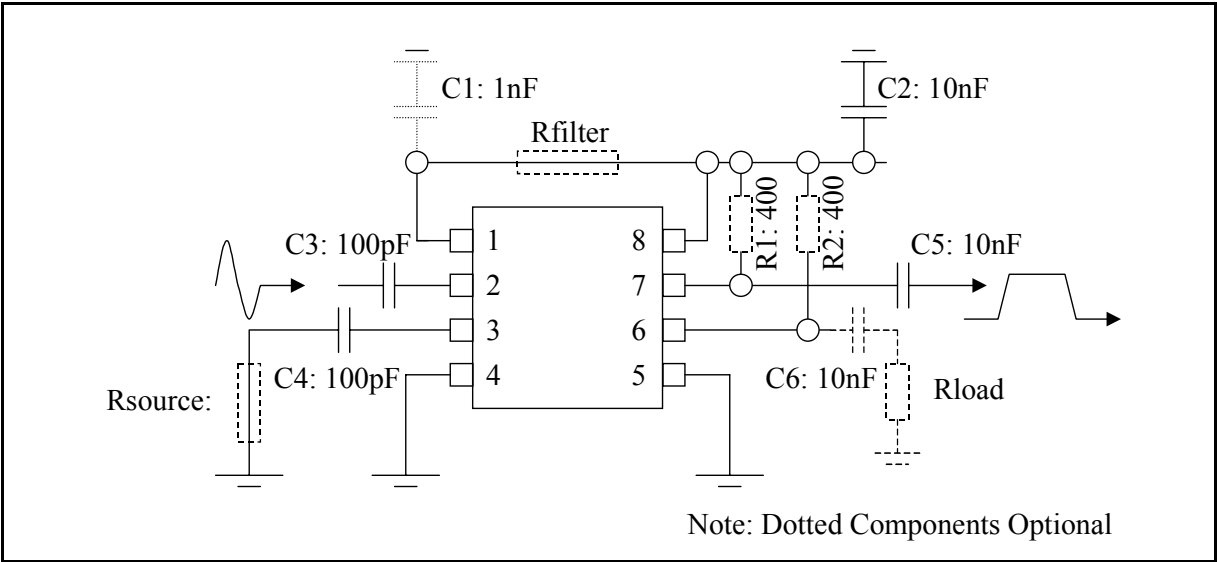 C1: 1nF
C2: 10nF
Rfilter
R1: 400
R2: 400
C3: 100pF
1
8
C5: 10nF
2
7
3
6
C4: 100pF
4
5
C6: 10nF
Rload
Rsource:
Note: Dotted Components Optional